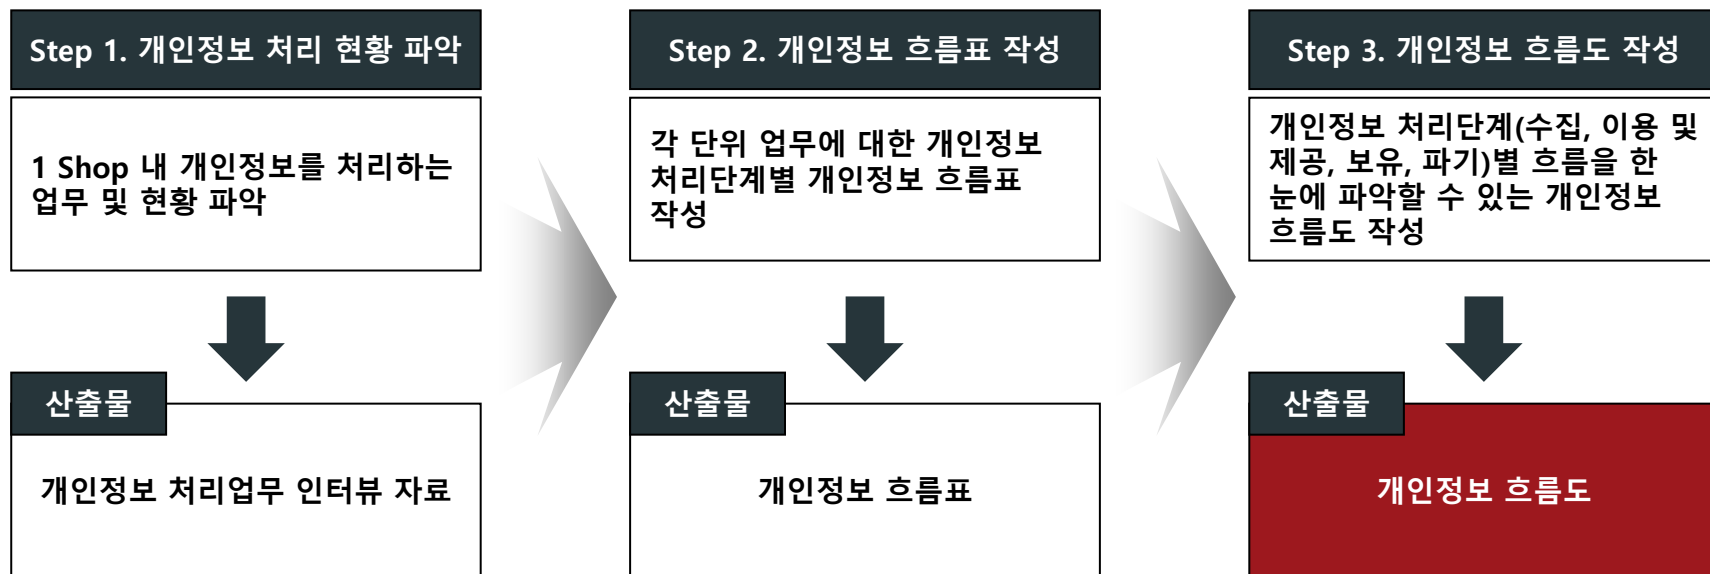 Step 1. 개인정보 처리 현황 파악
1 Shop 내 개인정보를 처리하는
업무 및 현황 파악
산출물
개인정보 처리업무 인터뷰 자료
Step 2. 개인정보 흐름표 작성
각 단위 업무에 대한 개인정보
처리단계별 개인정보 흐름표
작성
산출물
개인정보 흐름표
Step 3. 개인정보 흐름도 작성
개인정보 처리단계(수집, 이용 및
제공, 보유, 파기)별 흐름을 한
눈에 파악할 수 있는 개인정보
흐름도 작성
산출물
개인정보 흐름도